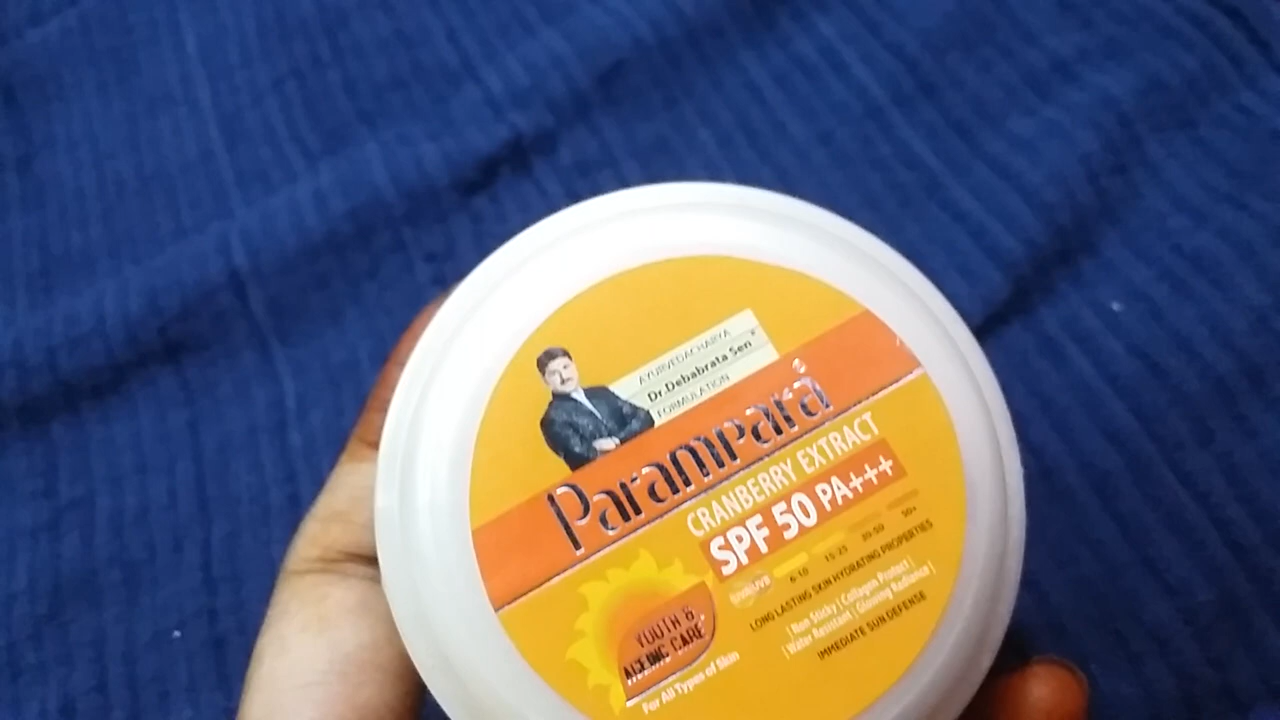 AYURVEDACHARYA
Dr.Debabrata Sen
FORMULATION
Parampara
CRANBERRY EXTRACT
SPF 50 PA+++
UVA/UVB 6-10 15-25 30-50 50+
LONG LASTING SKIN HYDRATING PROPERTIES
| Non Sticky | Collagen Protect |
| Water Resistant | Glowing Radiance |
IMMEDIATE SUN DEFENSE
YOUTH &
AGEING CARE
For All Types of Skin